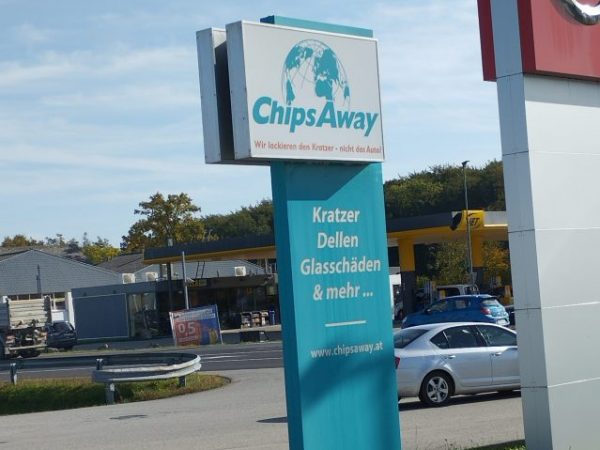 ChipsAway
Wir lackieren den Kratzer - nicht das Auto!
Kratzer
Dellen
Glasschäden
& mehr ...
www.chipsaway.at
0,5